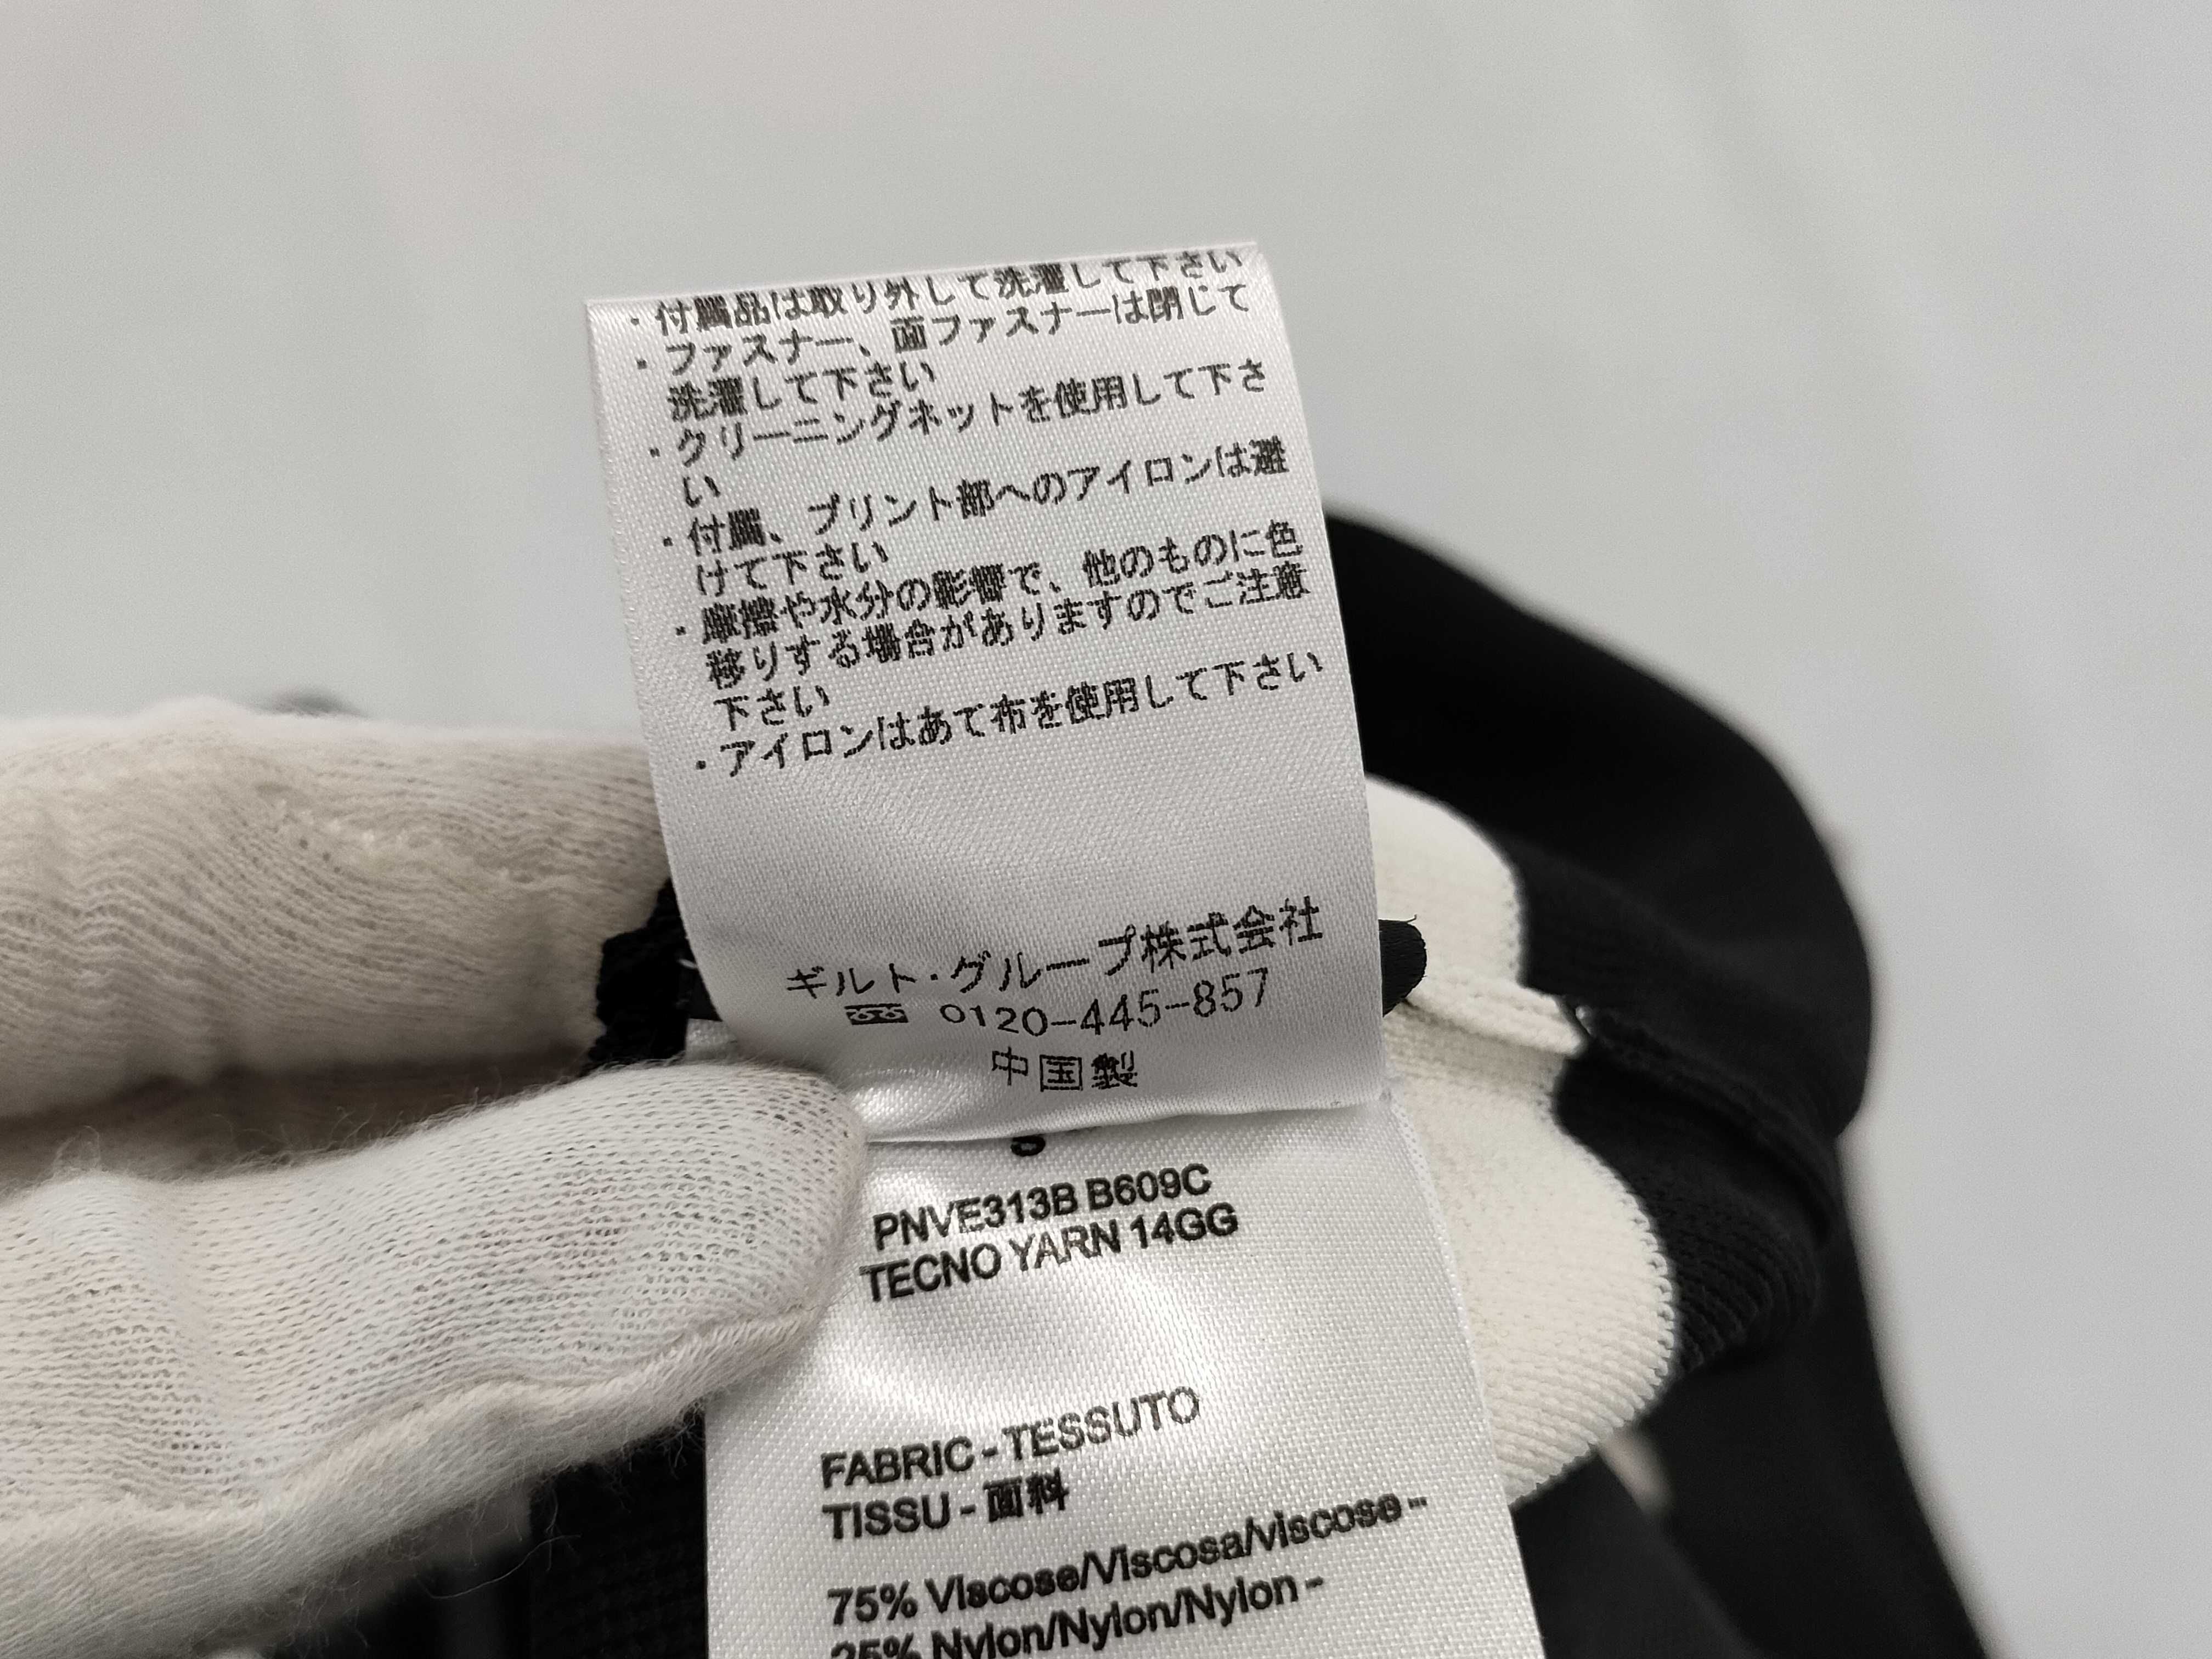 ・付属品は取り外して洗濯して下さい
・ファスナー、面ファスナーは閉じて
洗濯して下さい
・クリーニングネットを使用して下さ
い
・付属、プリント部へのアイロンは避
けて下さい
・摩擦や水分の影響で、他のものに色
移りする場合がありますのでご注意
下さい
・アイロンはあて布を使用して下さい
ギルト・グループ株式会社
0120-445-857
中国製
PNVE313B B609C
TECNO YARN 14GG
FABRIC - TESSUTO
TISSU - 面料
75% Viscose/Viscosa/viscose -
25% Nylon/Nylon/Nylon -